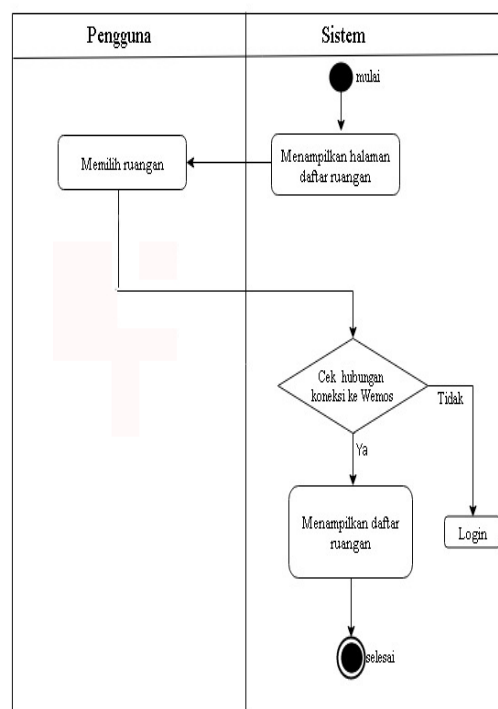 Pengguna
Sistem
mulai
Menampilkan halaman
daftar ruangan
Memilih ruangan
Cek hubungan
koneksi ke Wemos
Tidak
Ya
Menampilkan daftar
ruangan
Login
selesai